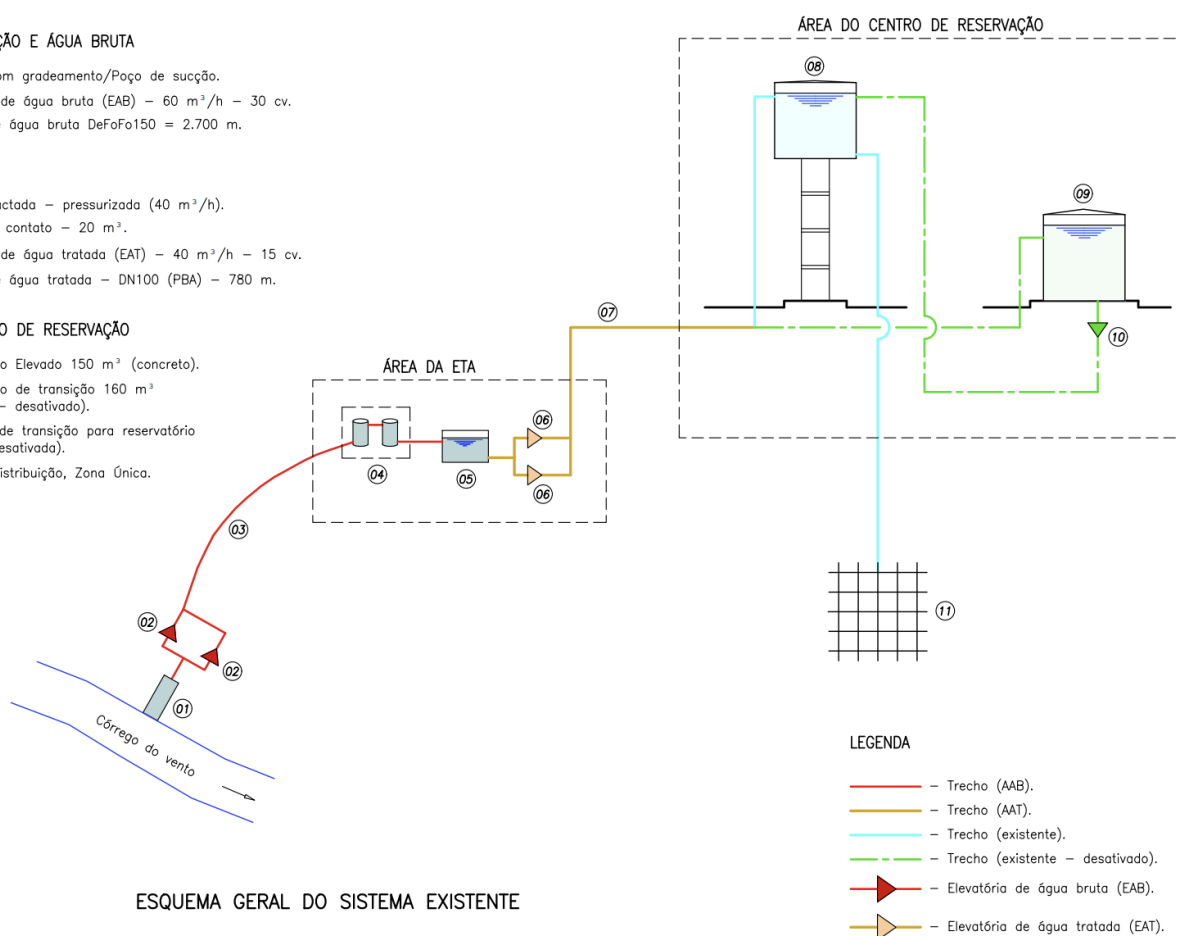 ÁREA DO CENTRO DE RESERVAÇÃO
E ÁGUA BRUTA
gradeamento/Poço de sucção.
de água bruta (EAB) – 60 m³/h – 30 cv.
água bruta DeFoFo150 = 2.700 m.
– pressurizada (40 m³/h).
contato – 20 m³.
de água tratada (EAT) – 40 m³/h – 15 cv.
água tratada – DN100 (PBA) – 780 m.
DE RESERVAÇÃO
Elevado 150 m³ (concreto).
de transição 160 m³
– desativado).
de transição para reservatório
Zona Única.
08
09
10
07
ÁREA DA ETA
06
04
05
06
03
02
02
01
11
Córrego do vento
LEGENDA
– Trecho (AAB).
– Trecho (AAT).
– Trecho (existente).
– Trecho (existente – desativado).
– Elevatória de água bruta (EAB).
– Elevatória de água tratada (EAT).
ESQUEMA GERAL DO SISTEMA EXISTENTE